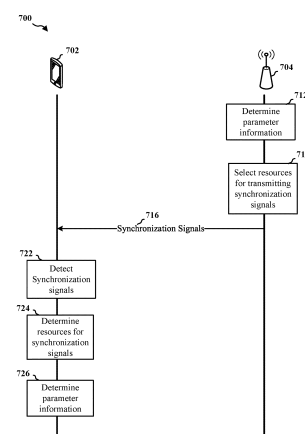 700
702
704
712
Determine
parameter
information
Select resources
for transmitting
synchronization
signals
716
Synchronization Signals
722
Detect
Synchronization
signals
724
Determine
resources for
synchronization
signals
726
Determine
parameter
information